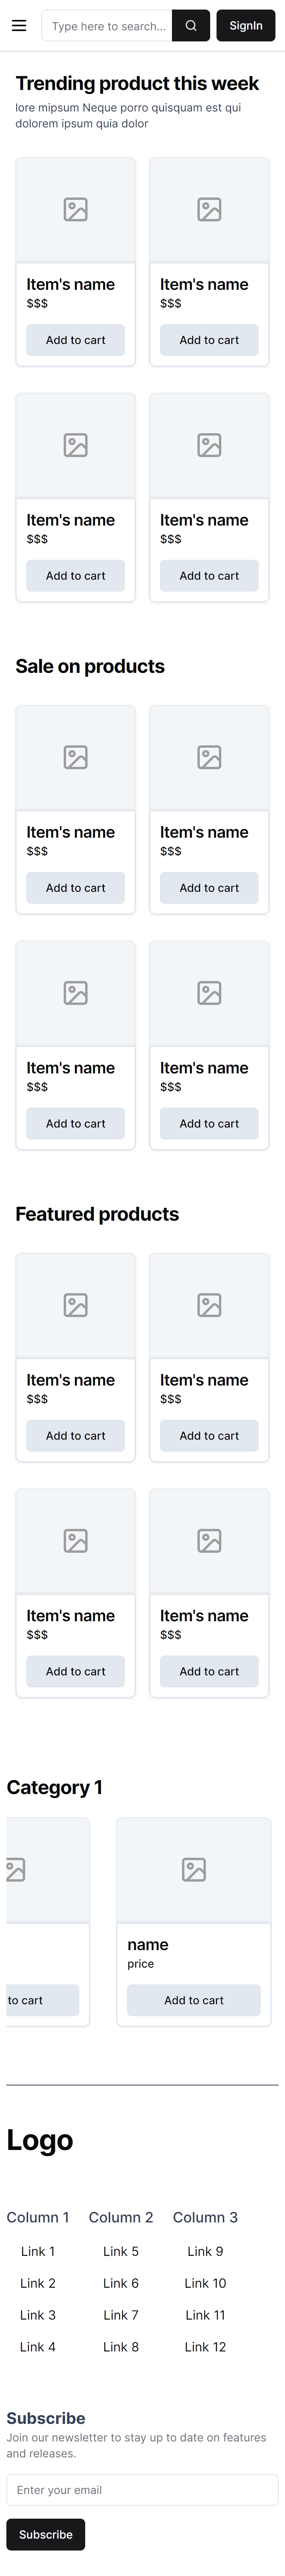 Type here to search...
SignIn
Trending product this week
lore mipsum Neque porro quisquam est qui
dolorem ipsum quia dolor
Item's name
$$$
Add to cart
Item's name
$$$
Add to cart
Item's name
$$$
Add to cart
Item's name
$$$
Add to cart
Sale on products
Item's name
$$$
Add to cart
Item's name
$$$
Add to cart
Item's name
$$$
Add to cart
Item's name
$$$
Add to cart
Featured products
Item's name
$$$
Add to cart
Item's name
$$$
Add to cart
Item's name
$$$
Add to cart
Item's name
$$$
Add to cart
Category 1
to cart
name
price
Add to cart
Logo
Column 1
Link 1
Link 2
Link 3
Link 4
Column 2
Link 5
Link 6
Link 7
Link 8
Column 3
Link 9
Link 10
Link 11
Link 12
Subscribe
Join our newsletter to stay up to date on features
and releases.
Enter your email
Subscribe